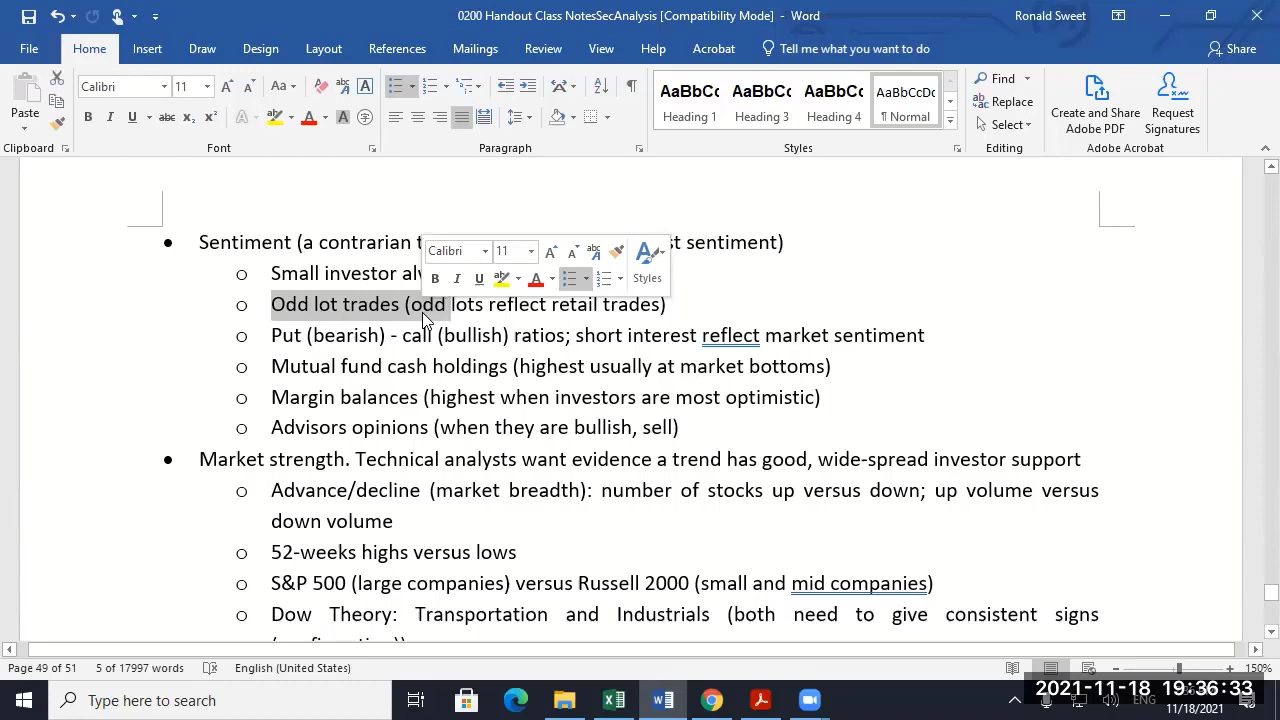 0200 Handout Class NotesSecAnalysis [Compatibility Mode] - Word
Ronald Sweet
File Home Insert Draw Design Layout References Mailings Review View Help Acrobat Tell me what you want to do Share
Paste
Clipboard
Calibri 11
Font
Paragraph
AaBbCc AaBbCc AaBbCc AaBbCcDc
Heading 1 Heading 3 Heading 4 ¶ Normal
Styles
Find
Replace
Select
Editing
Create and Share Adobe PDF
Request Signatures
Adobe Acrobat
• Sentiment (a contrarian t st sentiment)
Calibri 11
B I U Styles
o Small investor alw
o Odd lot trades (odd lots reflect retail trades)
o Put (bearish) - call (bullish) ratios; short interest reflect market sentiment
o Mutual fund cash holdings (highest usually at market bottoms)
o Margin balances (highest when investors are most optimistic)
o Advisors opinions (when they are bullish, sell)
• Market strength. Technical analysts want evidence a trend has good, wide-spread investor support
o Advance/decline (market breadth): number of stocks up versus down; up volume versus
down volume
o 52-weeks highs versus lows
o S&P 500 (large companies) versus Russell 2000 (small and mid companies)
o Dow Theory: Transportation and Industrials (both need to give consistent signs
Page 49 of 51 5 of 17997 words English (United States) 150%
Type here to search
2021-11-18 19:36:33
ENG
11/18/2021